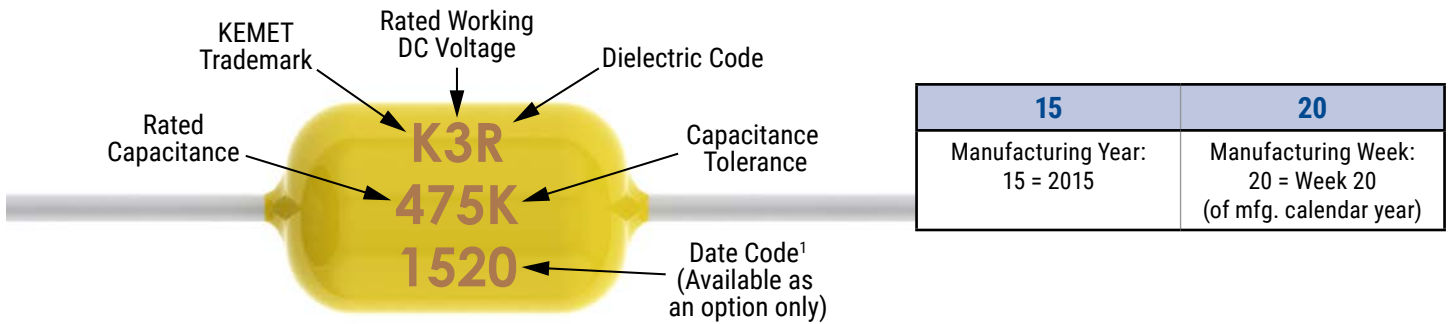 KEMET
Trademark
Rated Working
DC Voltage
Dielectric Code
Rated
Capacitance
Capacitance
Tolerance
K3R
475K
1520
Date Code¹
(Available as
an option only)
15
20
Manufacturing Year:
15 = 2015
Manufacturing Week:
20 = Week 20
(of mfg. calendar year)